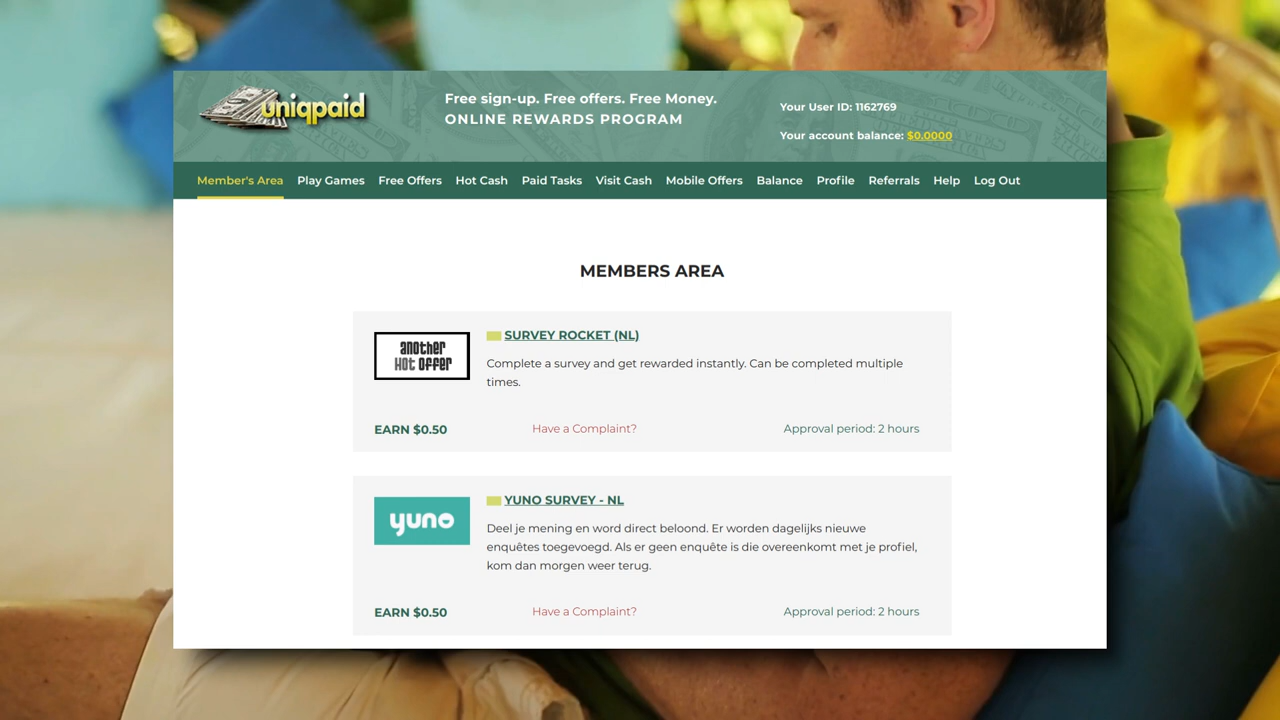 uniqpaid
Free sign-up. Free offers. Free Money.
ONLINE REWARDS PROGRAM
Your User ID: 1162769
Your account balance: $0.0000
Member's Area Play Games Free Offers Hot Cash Paid Tasks Visit Cash Mobile Offers Balance Profile Referrals Help Log Out
MEMBERS AREA
another
HOT OFFER
SURVEY ROCKET (NL)
Complete a survey and get rewarded instantly. Can be completed multiple
times.
EARN $0.50 Have a Complaint? Approval period: 2 hours
yuno
YUNO SURVEY - NL
Deel je mening en word direct beloond. Er worden dagelijks nieuwe
enquêtes toegevoegd. Als er geen enquête is die overeenkomt met je profiel,
kom dan morgen weer terug.
EARN $0.50 Have a Complaint? Approval period: 2 hours